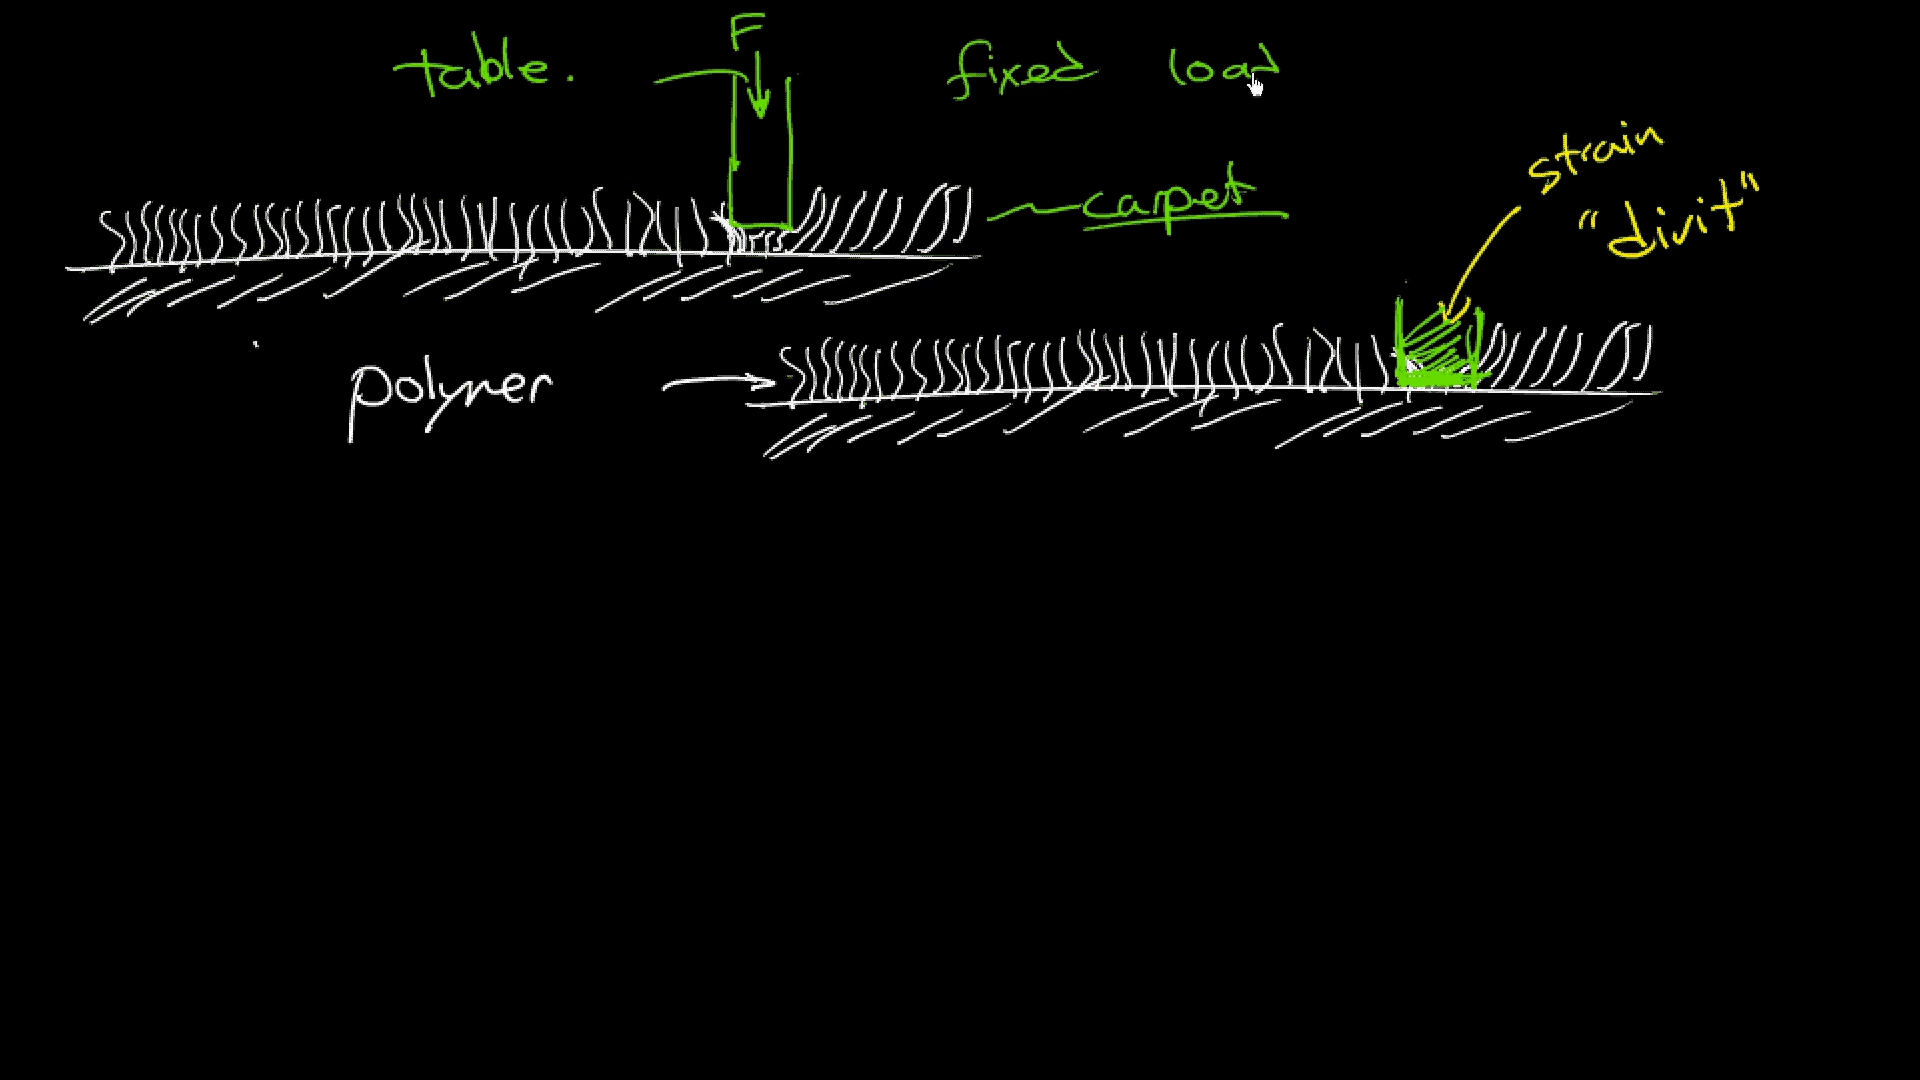 F
table.
fixed load
strain
carpet
"divit"
polymer